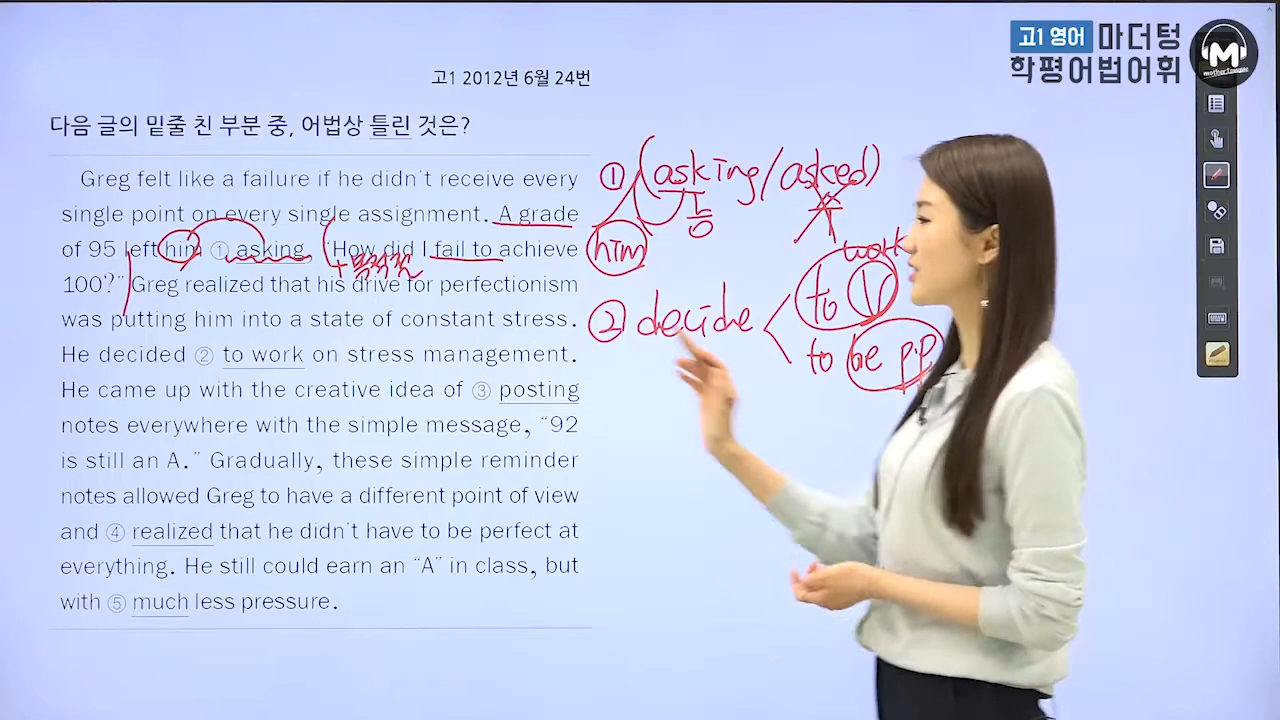 고1 영어 마더텅
학평어법어휘
M
mother tongue
고1 2012년 6월 24번
다음 글의 밑줄 친 부분 중, 어법상 틀린 것은?
Greg felt like a failure if he didn't receive every
single point on every single assignment. A grade
of 95 left him ① asking, "How did I fail to achieve
100?" Greg realized that his drive for perfectionism
was putting him into a state of constant stress.
He decided ② to work on stress management.
He came up with the creative idea of ③ posting
notes everywhere with the simple message, "92
is still an A." Gradually, these simple reminder
notes allowed Greg to have a different point of view
and ④ realized that he didn't have to be perfect at
everything. He still could earn an "A" in class, but
with ⑤ much less pressure.
+목적길
① (asking/asked)
능
him
work
② decide
to V
to be p.p